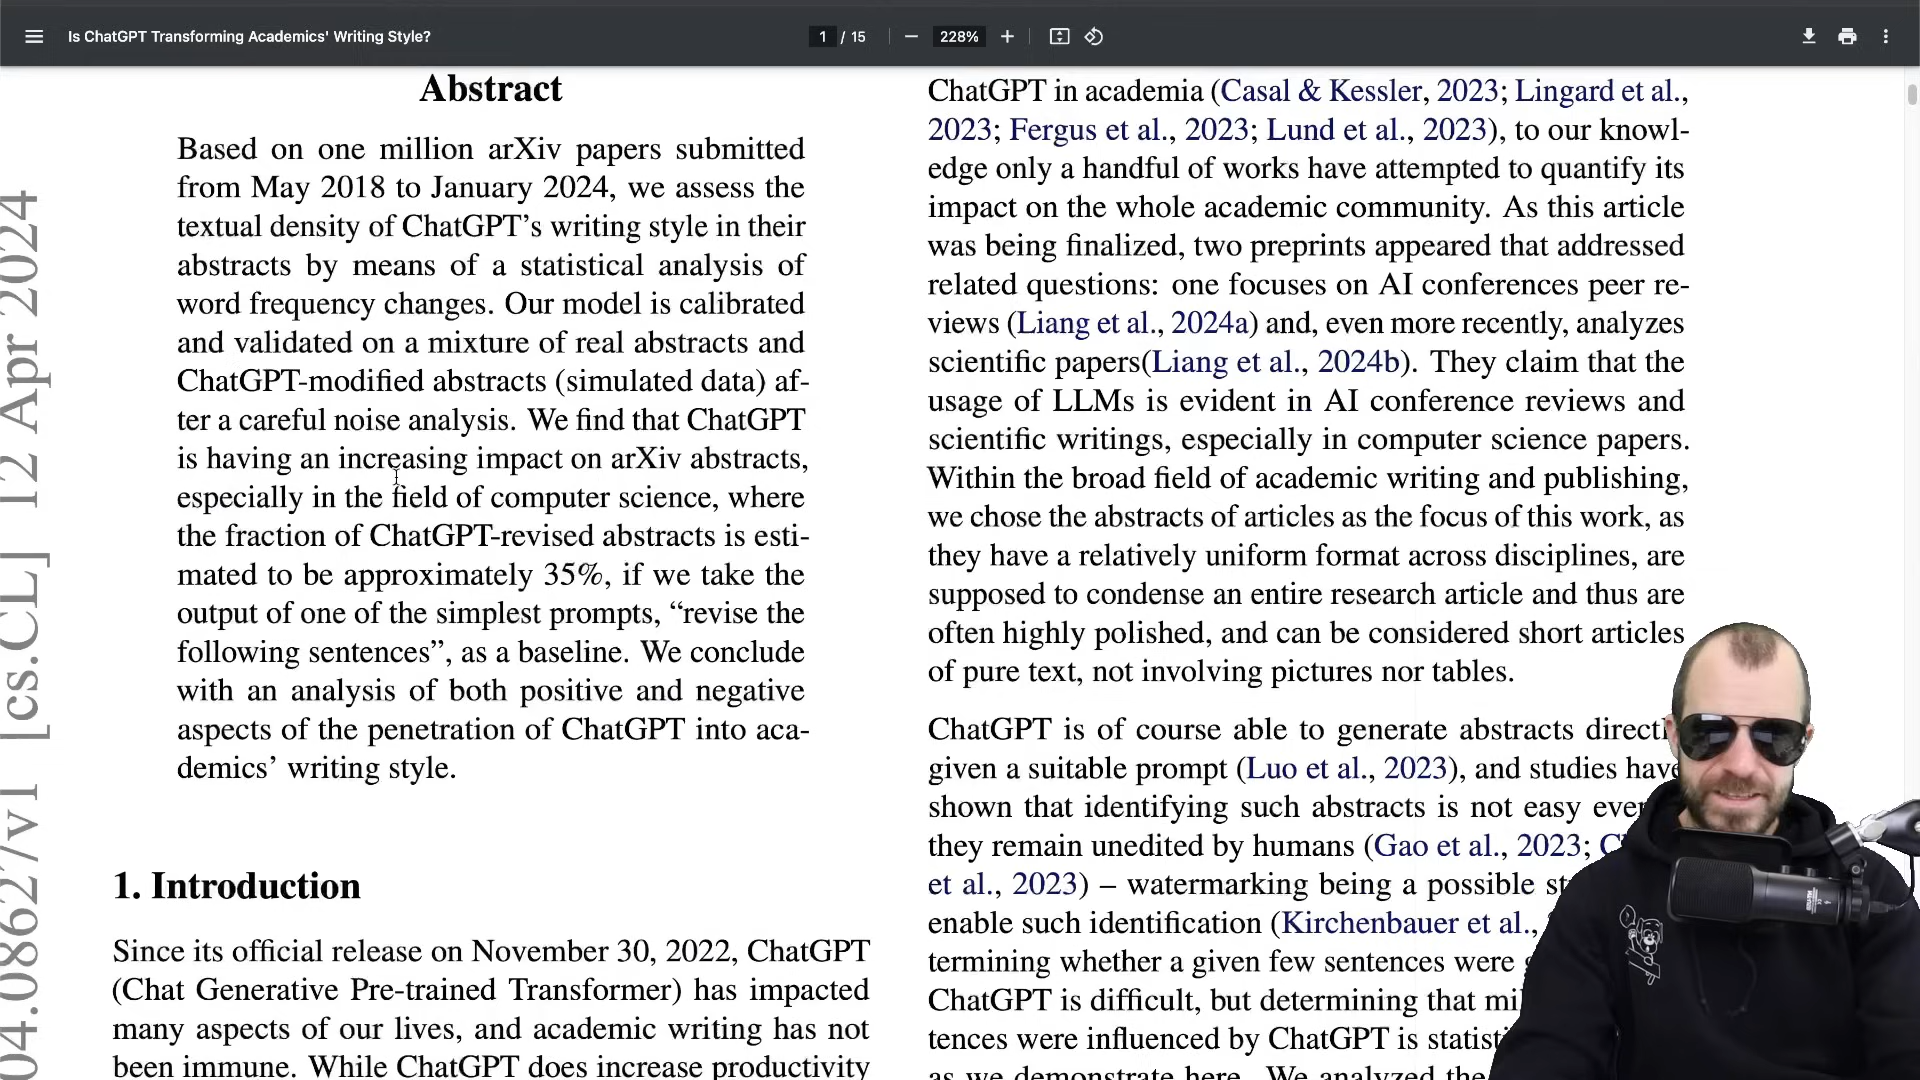 Is ChatGPT Transforming Academics' Writing Style?
1 / 15
228%
04.08627v1 [cs.CL] 12 Apr 2024
Abstract
Based on one million arXiv papers submitted
from May 2018 to January 2024, we assess the
textual density of ChatGPT’s writing style in their
abstracts by means of a statistical analysis of
word frequency changes. Our model is calibrated
and validated on a mixture of real abstracts and
ChatGPT-modified abstracts (simulated data) af-
ter a careful noise analysis. We find that ChatGPT
is having an increasing impact on arXiv abstracts,
especially in the field of computer science, where
the fraction of ChatGPT-revised abstracts is esti-
mated to be approximately 35%, if we take the
output of one of the simplest prompts, “revise the
following sentences”, as a baseline. We conclude
with an analysis of both positive and negative
aspects of the penetration of ChatGPT into aca-
demics’ writing style.
1. Introduction
Since its official release on November 30, 2022, ChatGPT
(Chat Generative Pre-trained Transformer) has impacted
many aspects of our lives, and academic writing has not
been immune. While ChatGPT does increase productivity
ChatGPT in academia (Casal & Kessler, 2023; Lingard et al.,
2023; Fergus et al., 2023; Lund et al., 2023), to our knowl-
edge only a handful of works have attempted to quantify its
impact on the whole academic community. As this article
was being finalized, two preprints appeared that addressed
related questions: one focuses on AI conferences peer re-
views (Liang et al., 2024a) and, even more recently, analyzes
scientific papers(Liang et al., 2024b). They claim that the
usage of LLMs is evident in AI conference reviews and
scientific writings, especially in computer science papers.
Within the broad field of academic writing and publishing,
we chose the abstracts of articles as the focus of this work, as
they have a relatively uniform format across disciplines, are
supposed to condense an entire research article and thus are
often highly polished, and can be considered short articles
of pure text, not involving pictures nor tables.
ChatGPT is of course able to generate abstracts directl
given a suitable prompt (Luo et al., 2023), and studies have
shown that identifying such abstracts is not easy even
they remain unedited by humans (Gao et al., 2023;
et al., 2023) – watermarking being a possible
enable such identification (Kirchenbauer et al.,
termining whether a given few sentences were
ChatGPT is difficult, but determining that
tences were influenced by ChatGPT is
as we demonstrate here. We analyzed the